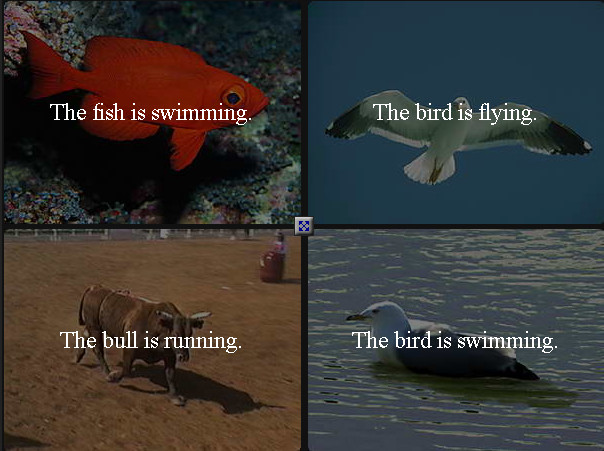 The fish is swimming.
The bird is flying.
The bull is running.
The bird is swimming.